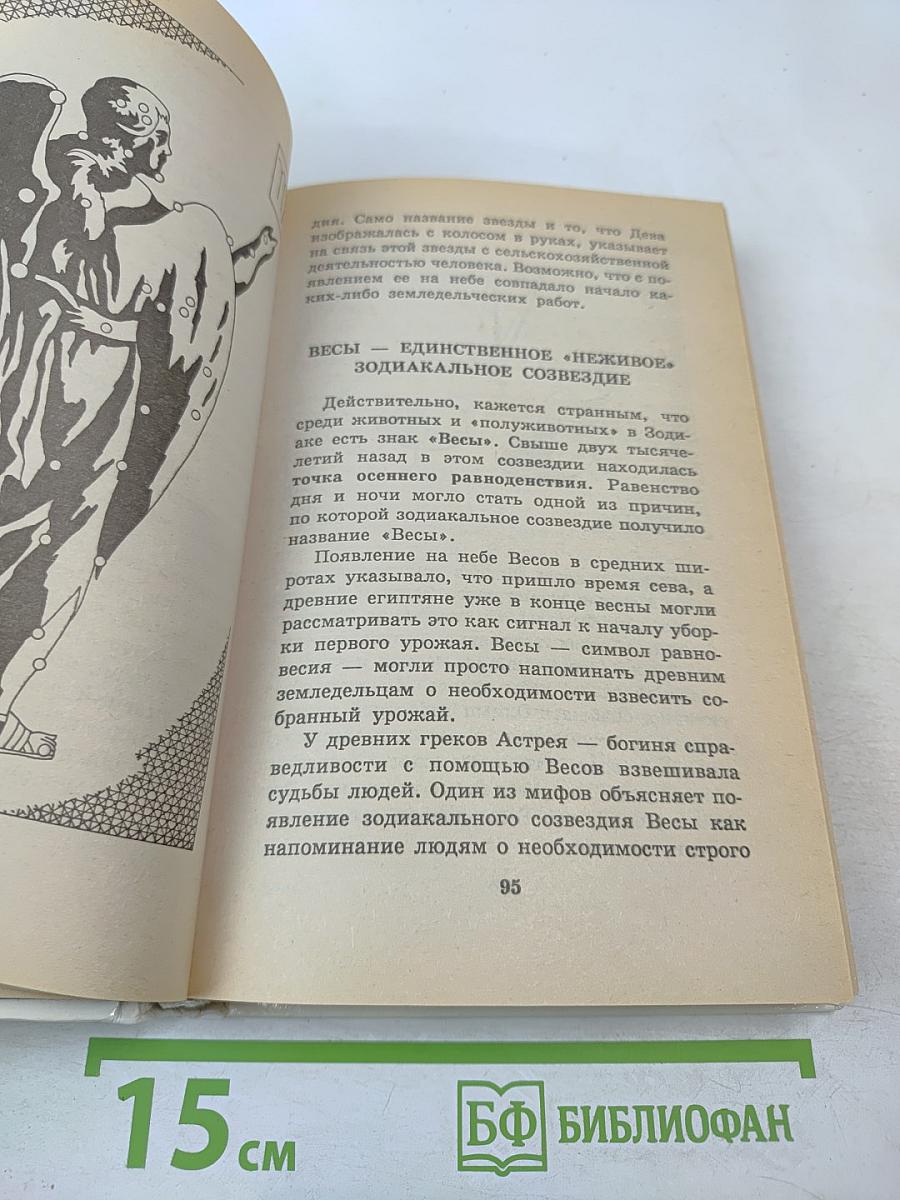 дня. Само название звезды и то, что Дева
изображалась с колосом в руках, указывает
на связь этой звезды с сельскохозяйственной
деятельностью человека. Возможно, что с по-
явлением ее на небе совпадало начало ка-
ких-либо земледельческих работ.
ВЕСЫ — ЕДИНСТВЕННОЕ «НЕЖИВОЕ»
ЗОДИАКАЛЬНОЕ СОЗВЕЗДИЕ
Действительно, кажется странным, что
среди животных и «полуживотных» в Зоди-
аке есть знак «Весы». Свыше двух тысяче-
летий назад в этом созвездии находилась
точка осеннего равноденствия. Равенство
дня и ночи могло стать одной из причин,
по которой зодиакальное созвездие получило
название «Весы».
Появление на небе Весов в средних ши-
ротах указывало, что пришло время сева, а
древние египтяне уже в конце весны могли
рассматривать это как сигнал к началу убор-
ки первого урожая. Весы — символ равно-
весия — могли просто напоминать древним
земледельцам о необходимости взвесить со-
бранный урожай.
У древних греков Астрея — богиня спра-
ведливости с помощью Весов взвешивала
судьбы людей. Один из мифов объясняет по-
явление зодиакального созвездия Весы как
напоминание людям о необходимости строго
95
15 см
БФ БИБЛИОФАН